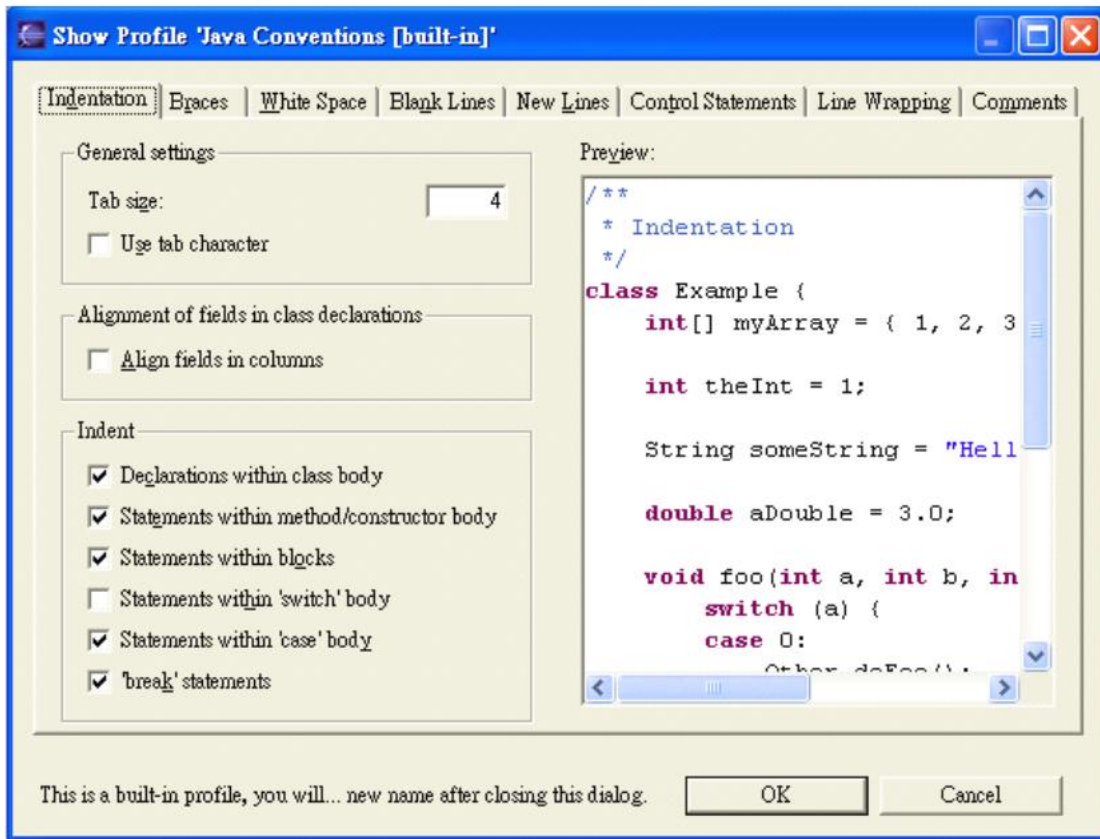 Show Profile 'Java Conventions [built-in]'
Indentation Braces White Space Blank Lines New Lines Control Statements Line Wrapping Comments
General settings
Tab size: 4
Use tab character
Alignment of fields in class declarations
Align fields in columns
Indent
Declarations within class body
Statements within method/constructor body
Statements within blocks
Statements within 'switch' body
Statements within 'case' body
'break' statements
Preview:
/**
 * Indentation
 */
class Example {
    int[] myArray = { 1, 2, 3
    int theInt = 1;
    String someString = "Hell
    double aDouble = 3.0;
    void foo(int a, int b, in
        switch (a) {
        case 0:
            Other.doFoo();
This is a built-in profile, you will... new name after closing this dialog.
OK Cancel